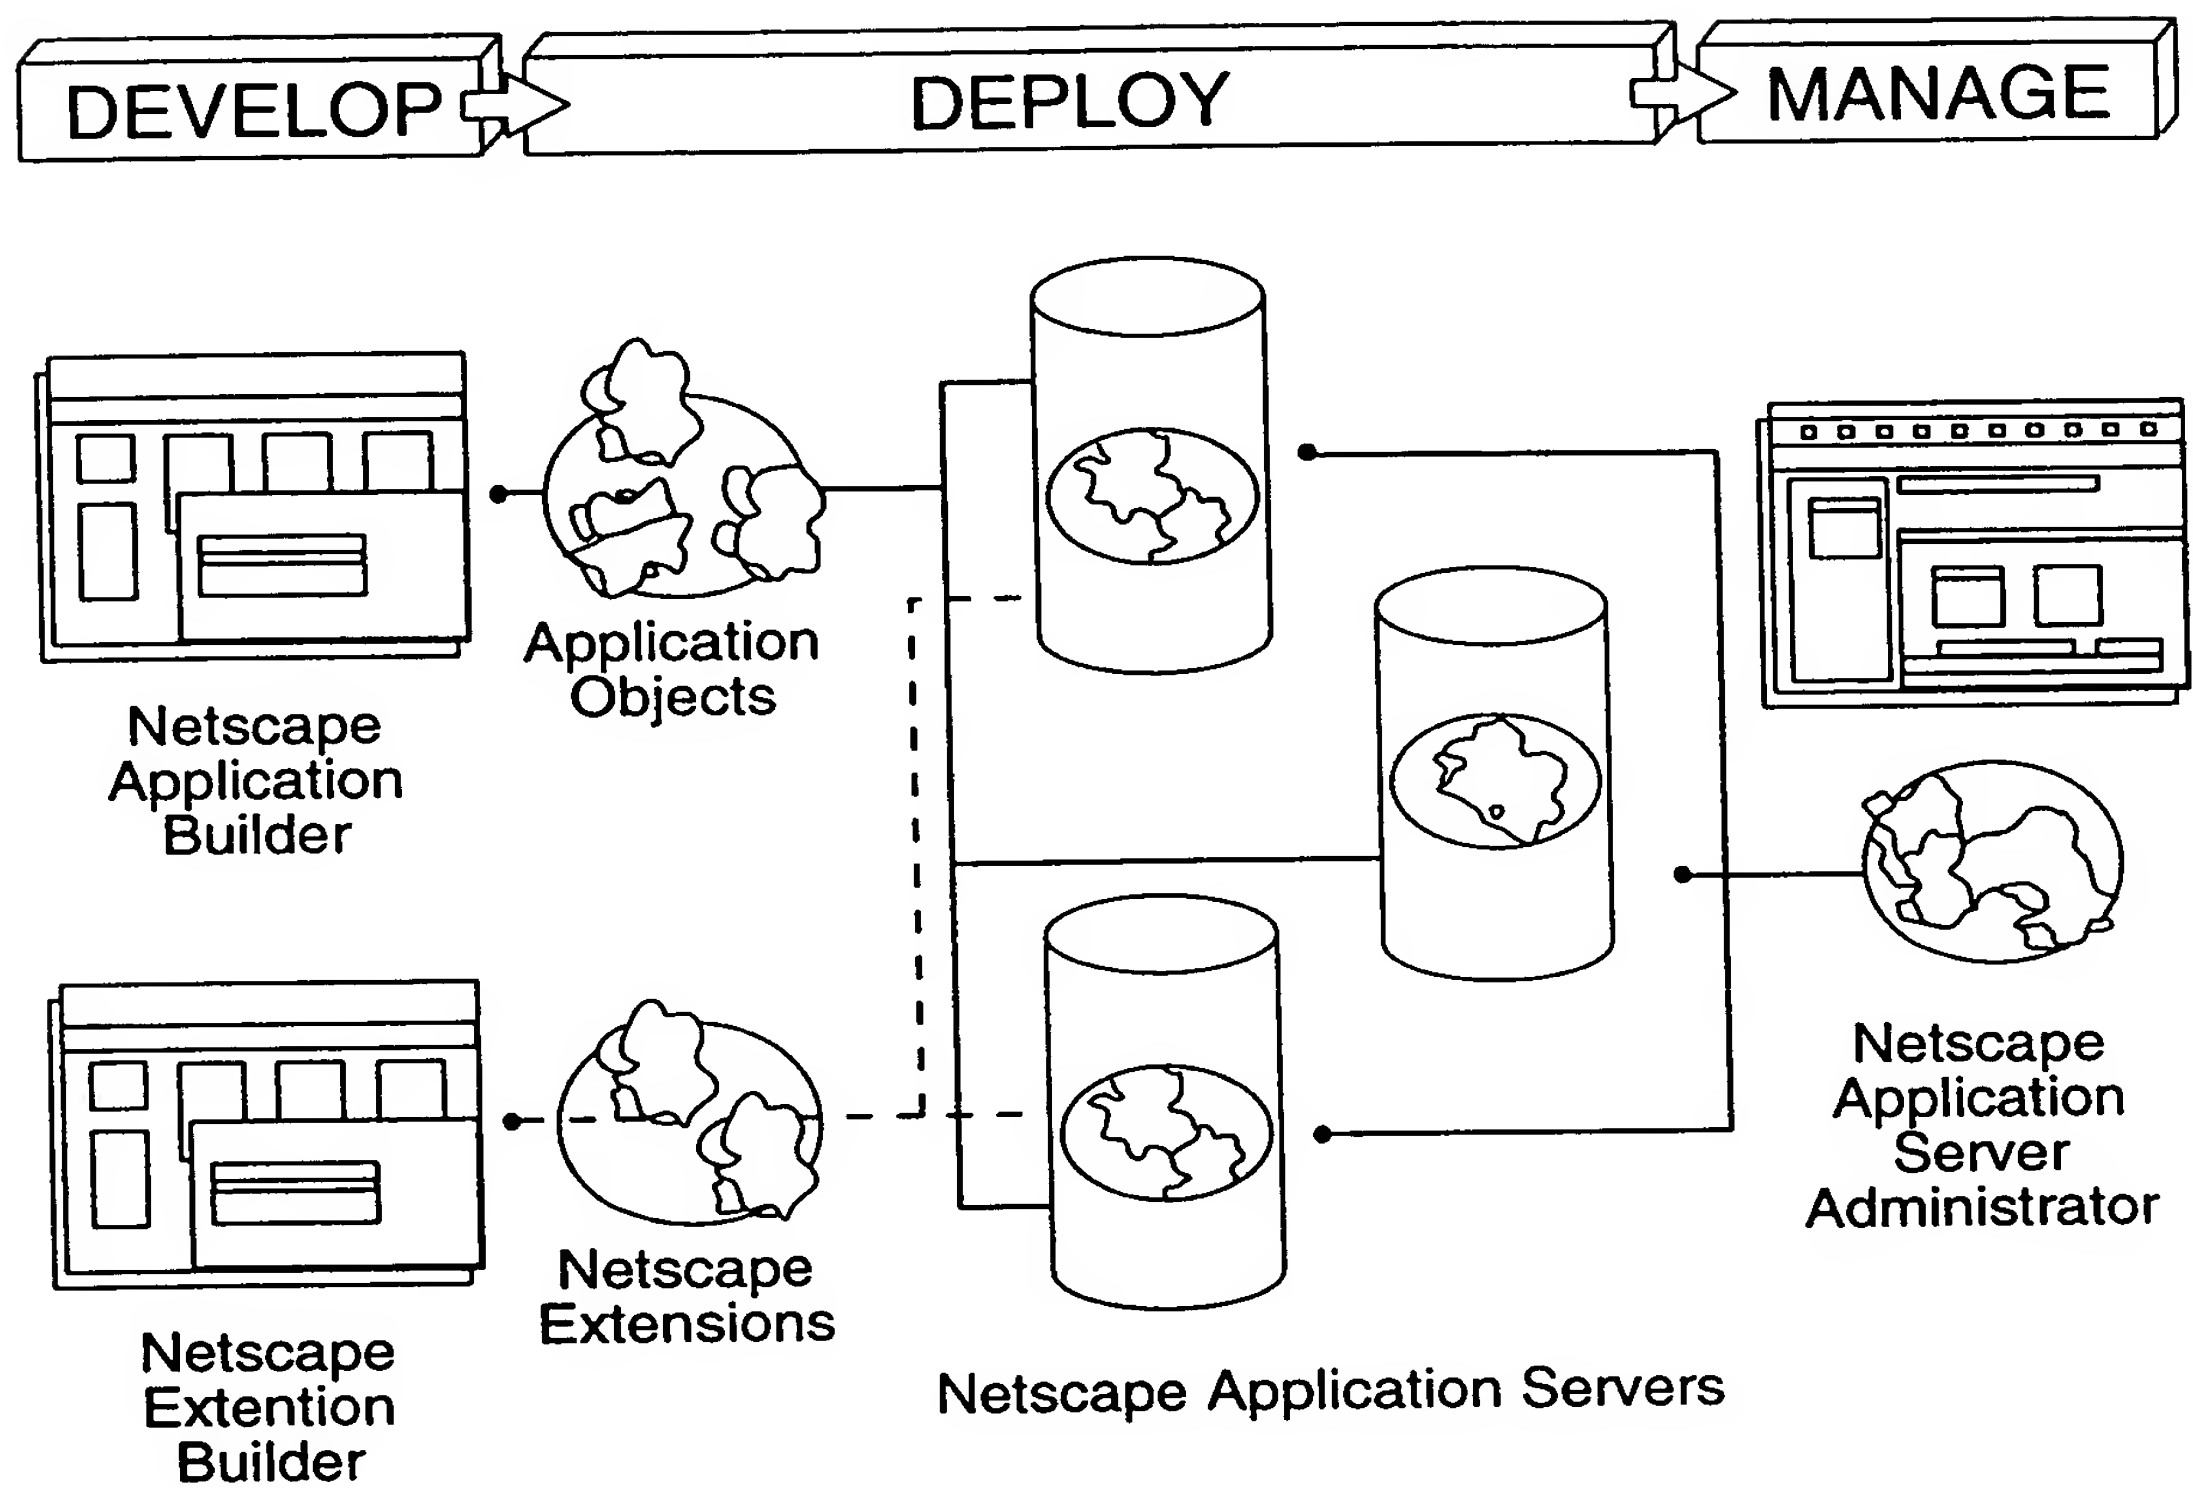 DEVELOP
DEPLOY
MANAGE
Application
Objects
Netscape
Application
Builder
Netscape
Application
Server
Administrator
Netscape
Extensions
Netscape
Extention
Builder
Netscape Application Servers